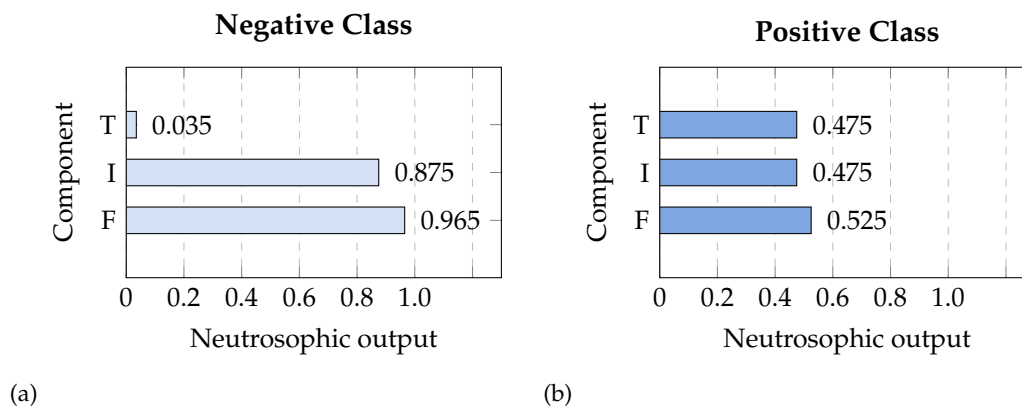 Negative Class
Component
T 0.035
I 0.875
F 0.965
0 0.2 0.4 0.6 0.8 1.0
Neutrosophic output
(a)
Positive Class
Component
T 0.475
I 0.475
F 0.525
0 0.2 0.4 0.6 0.8 1.0
Neutrosophic output
(b)